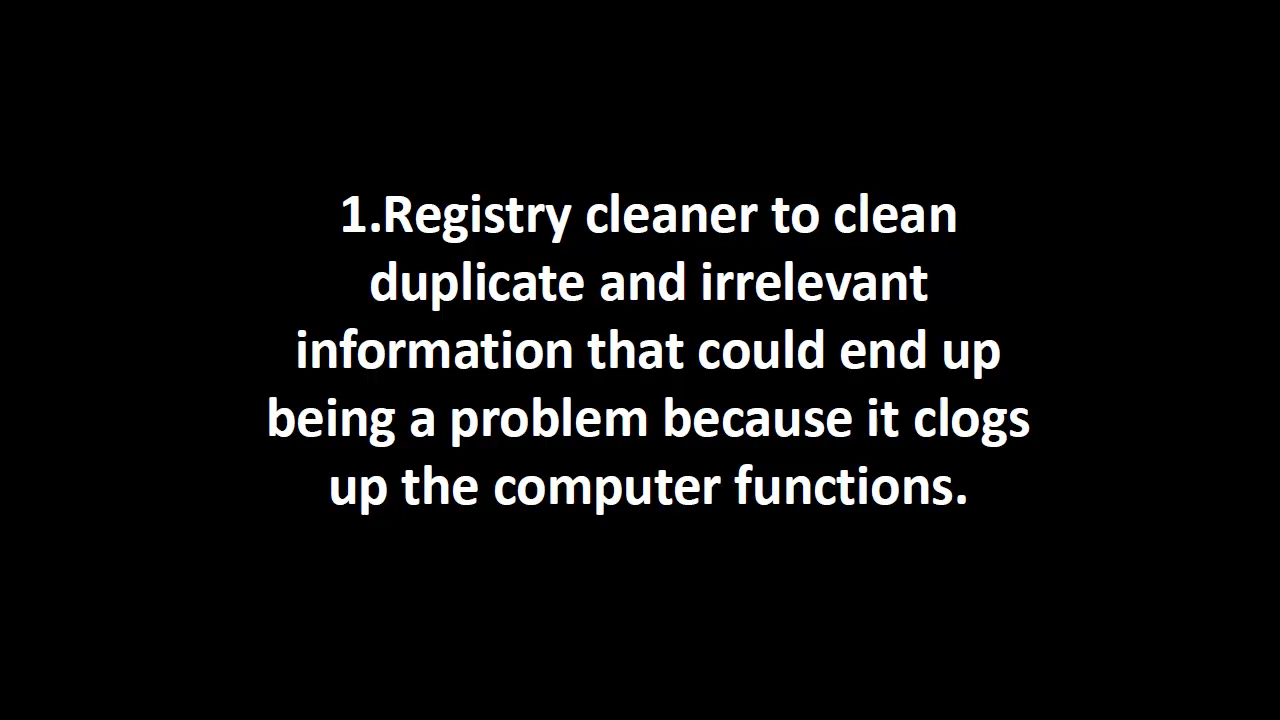 1.Registry cleaner to clean
duplicate and irrelevant
information that could end up
being a problem because it clogs
up the computer functions.